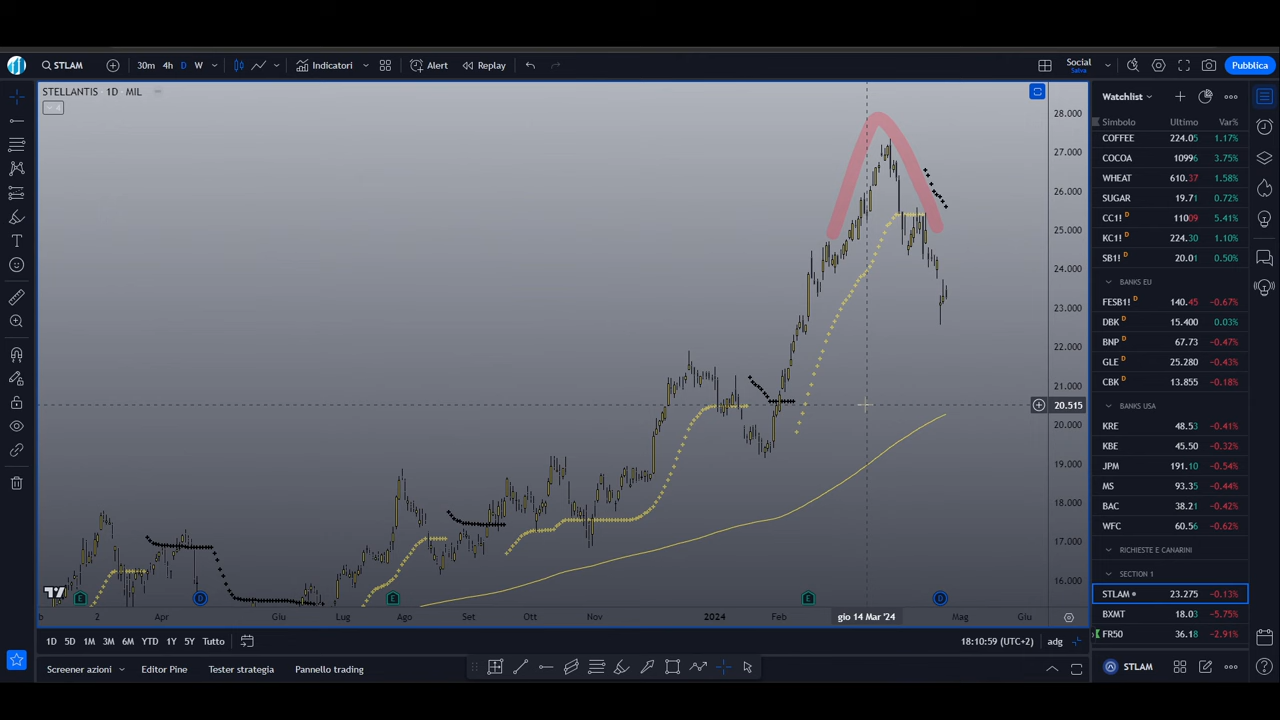 STLAM 30m 4h D W Indicatori Alert Replay Social Salva Pubblica
STELLANTIS 1D MIL
4
28.000
27.000
26.000
25.000
24.000
23.000
22.000
21.000
20.515
20.000
19.000
18.000
17.000
16.000
E D E E D
b 2 Apr Giu Lug Ago Set Ott Nov 2024 Feb gio 14 Mar '24 Mag Giu
1D 5D 1M 3M 6M YTD 1Y 5Y Tutto 18:10:59 (UTC+2) adg
Screener azioni Editor Pine Tester strategia Pannello trading
Watchlist
Simbolo Ultimo Var%
COFFEE 224.05 1.17%
COCOA 10996 3.75%
WHEAT 610.37 1.58%
SUGAR 19.71 0.72%
CC1! D 11009 5.41%
KC1! D 224.30 1.10%
SB1! D 20.01 0.50%
BANKS EU
FESB1! D 140.45 −0.67%
DBK D 15.400 0.03%
BNP D 67.73 −0.47%
GLE D 25.280 −0.43%
CBK D 13.855 −0.18%
BANKS USA
KRE 48.53 −0.41%
KBE 45.50 −0.32%
JPM 191.10 −0.54%
MS 93.35 −0.44%
BAC 38.21 −0.42%
WFC 60.56 −0.62%
RICHIESTE E CANARINI
SECTION 1
STLAM 23.275 −0.13%
BXMT 18.03 −5.75%
FR50 36.18 −2.91%
STLAM